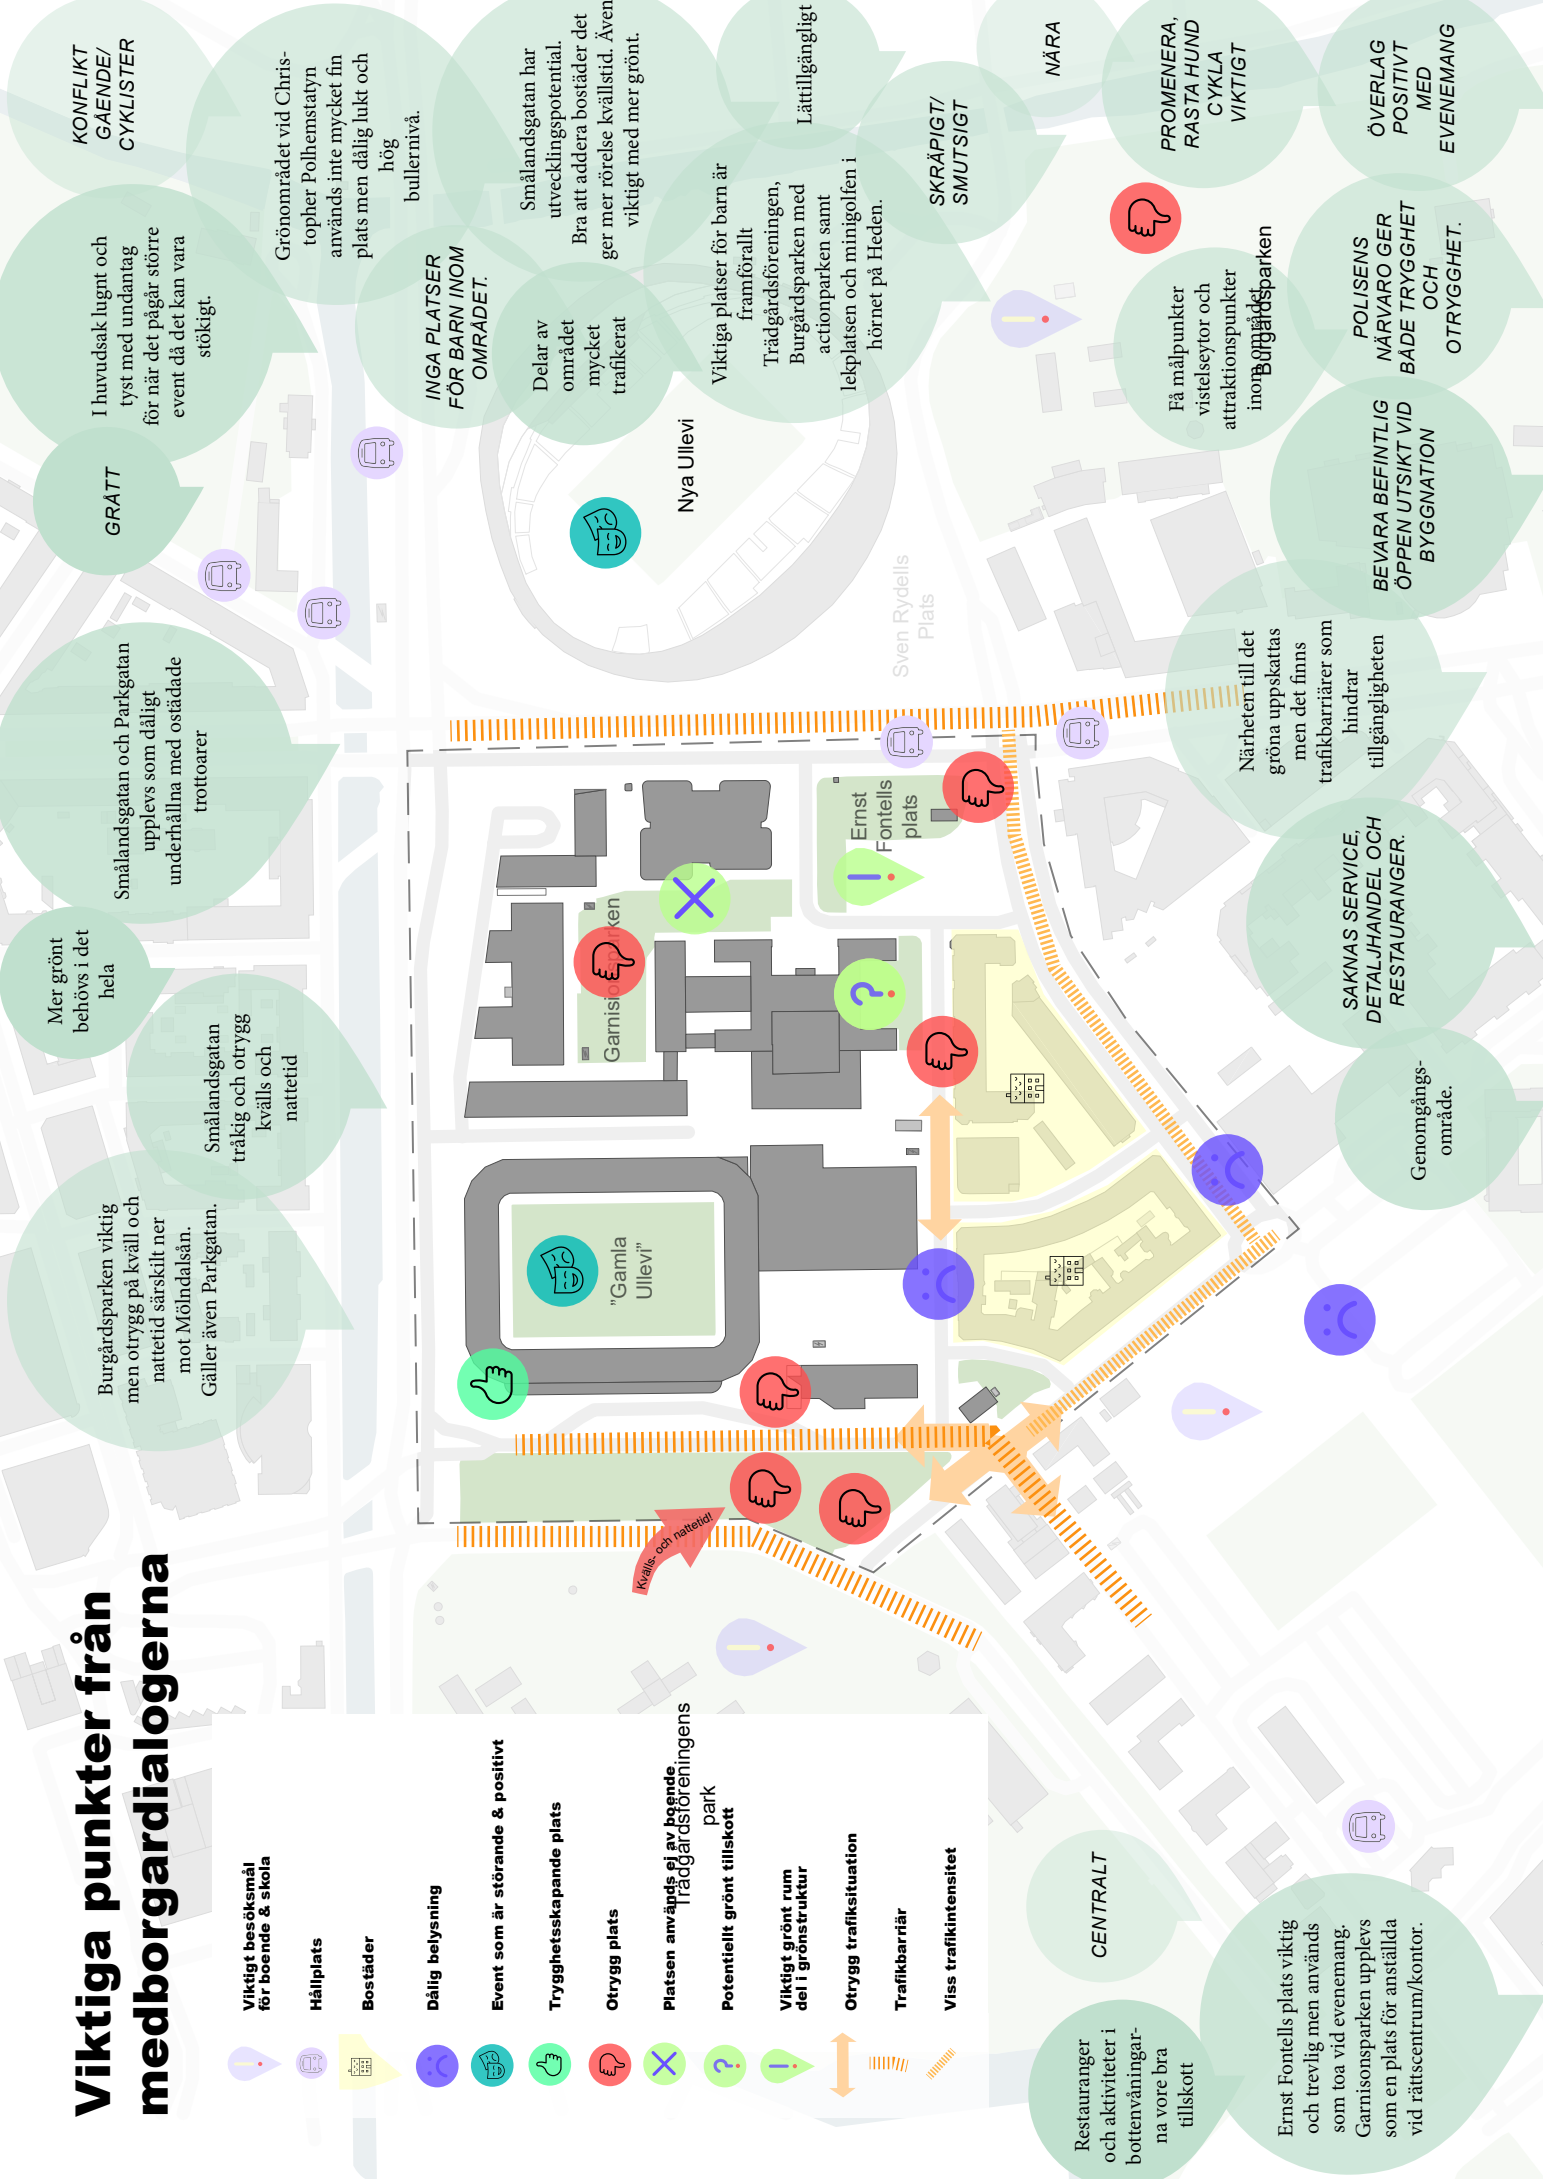 Viktiga punkter från
medborgardialogerna
Viktigt besöksmål
för boende & skola
Hållplats
Bostäder
Dålig belysning
Event som är störande & positivt
Trygghetsskapande plats
Otrygg plats
Platsen används ej av boende
Potentiellt grönt tillskott
Viktigt grönt rum
del i grönstruktur
Otrygg trafiksituation
Trafikbarriär
Viss trafikintensitet
Trädgårdsföreningens
park
Restauranger
och aktiviteter i
bottenvåningar-
na vore bra
tillskott
CENTRALT
Ernst Fontells plats viktig
och trevlig men används
som toa vid evenemang.
Garnisonsparken upplevs
som en plats för anställda
vid rättscentrum/kontor.
Burgårdsparken viktig
men otrygg på kväll och
nattetid särskilt ner
mot Mölndalsån.
Gäller även Parkgatan.
Smålandsgatan
tråkig och otrygg
kvälls och
nattetid
Mer grönt
behövs i det
hela
Smålandsgatan och Parkgatan
upplevs som dåligt
underhållna med ostädade
trottoarer
GRÅTT
I huvudsak lugnt och
tyst med undantag
för när det pågår större
event då det kan vara
stökigt.
KONFLIKT
GÅENDE/
CYKLISTER
Grönområdet vid Chris-
topher Polhemstatyn
används inte mycket fin
plats men dålig lukt och
hög
bullernivå.
INGA PLATSER
FÖR BARN INOM
OMRÅDET.
Smålandsgatan har
utvecklingspotential.
Bra att addera bostäder det
ger mer rörelse kvällstid. Även
viktigt med mer grönt.
Delar av
området
mycket
trafikerat
Lättillgängligt
Viktiga platser för barn är
framförallt
Trädgårdsföreningen,
Burgårdsparken med
actionparken samt
lekplatsen och minigolfen i
hörnet på Heden.
SKRÄPIGT/
SMUTSIGT
NÄRA
PROMENERA,
RASTA HUND
CYKLA
VIKTIGT
ÖVERLAG
POSITIVT
MED
EVENEMANG
Få målpunkter
vistelseytor och
attraktionspunkter
inom området
Burgårdsparken
POLISENS
NÄRVARO GER
BÅDE TRYGGHET
OCH
OTRYGGHET.
BEVARA BEFINTLIG
ÖPPEN UTSIKT VID
BYGGNATION
Närheten till det
gröna uppskattas
men det finns
trafikbarriärer som
hindrar
tillgängligheten
SAKNAS SERVICE,
DETALJHANDEL OCH
RESTAURANGER.
Genomgångs-
område.
Nya Ullevi
Sven Rydells
Plats
Ernst
Fontells
plats
Garnisionsparken
"Gamla
Ullevi"
Kvälls- och nattetid!